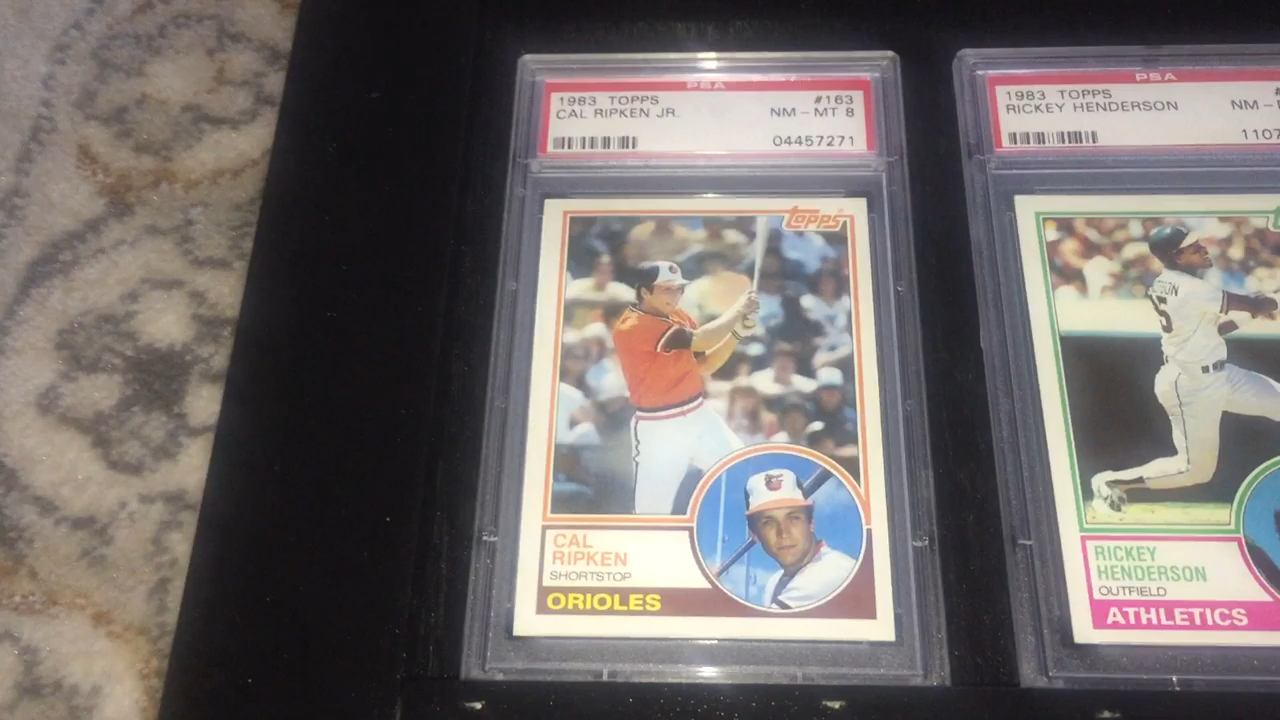 PSA
1983 TOPPS #163
CAL RIPKEN JR. NM-MT 8
04457271
Topps
CAL
RIPKEN
SHORTSTOP
ORIOLES
PSA
1983 TOPPS #
RICKEY HENDERSON NM-
1107
RICKEY
HENDERSON
OUTFIELD
ATHLETICS